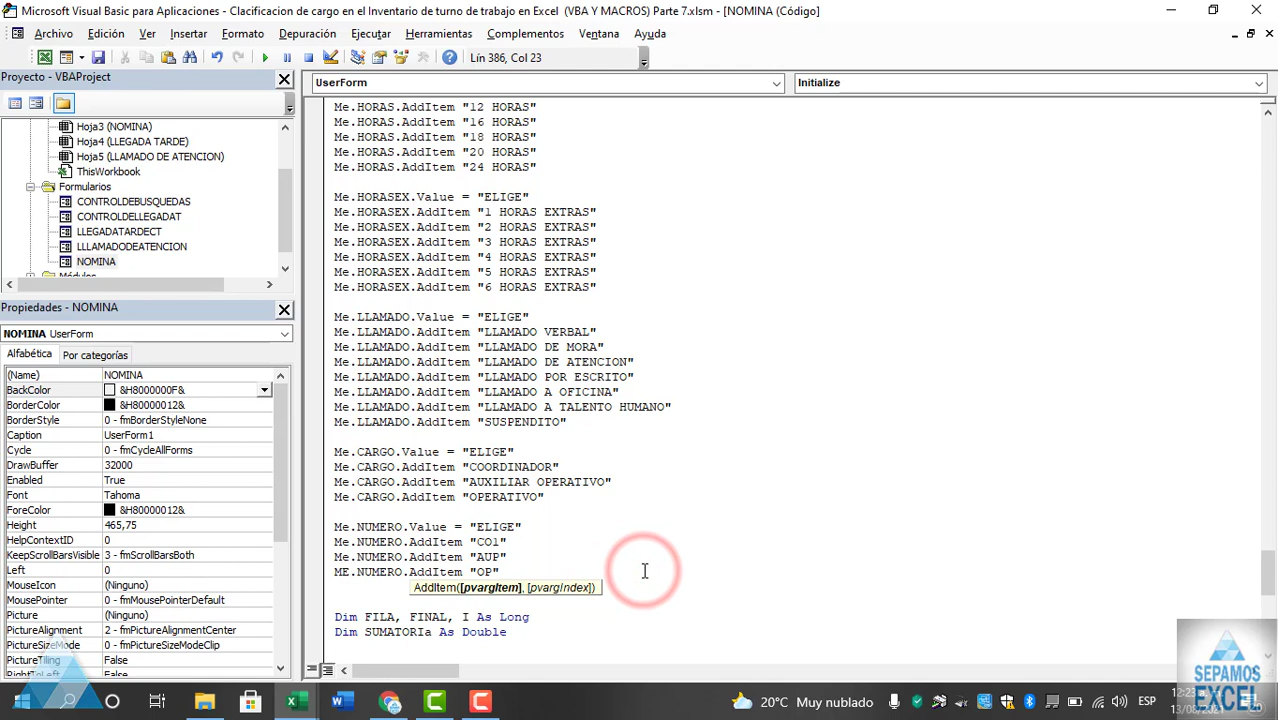 Microsoft Visual Basic para Aplicaciones - Clacificacion de cargo en el Inventario de turno de trabajo en Excel (VBA Y MACROS) Parte 7.xlsm - [NOMINA (Código)]
Archivo Edición Ver Insertar Formato Depuración Ejecutar Herramientas Complementos Ventana Ayuda
Lín 386, Col 23
Proyecto - VBAProject
UserForm
Initialize
Hoja3 (NOMINA)
Hoja4 (LLEGADA TARDE)
Hoja5 (LLAMADO DE ATENCION)
ThisWorkbook
Formularios
CONTROLDEBUSQUEDAS
CONTROLDELLEGADAT
LLEGADATARDECT
LLLAMADODEATENCION
NOMINA
Módulos
Propiedades - NOMINA
NOMINA UserForm
Alfabética Por categorías
(Name) NOMINA
BackColor &H8000000F&
BorderColor &H80000012&
BorderStyle 0 - fmBorderStyleNone
Caption UserForm1
Cycle 0 - fmCycleAllForms
DrawBuffer 32000
Enabled True
Font Tahoma
ForeColor &H80000012&
Height 465,75
HelpContextID 0
KeepScrollBarsVisible 3 - fmScrollBarsBoth
Left 0
MouseIcon (Ninguno)
MousePointer 0 - fmMousePointerDefault
Picture (Ninguno)
PictureAlignment 2 - fmPictureAlignmentCenter
PictureSizeMode 0 - fmPictureSizeModeClip
PictureTiling False
RightToLeft False
Me.HORAS.AddItem "12 HORAS"
Me.HORAS.AddItem "16 HORAS"
Me.HORAS.AddItem "18 HORAS"
Me.HORAS.AddItem "20 HORAS"
Me.HORAS.AddItem "24 HORAS"
Me.HORASEX.Value = "ELIGE"
Me.HORASEX.AddItem "1 HORAS EXTRAS"
Me.HORASEX.AddItem "2 HORAS EXTRAS"
Me.HORASEX.AddItem "3 HORAS EXTRAS"
Me.HORASEX.AddItem "4 HORAS EXTRAS"
Me.HORASEX.AddItem "5 HORAS EXTRAS"
Me.HORASEX.AddItem "6 HORAS EXTRAS"
Me.LLAMADO.Value = "ELIGE"
Me.LLAMADO.AddItem "LLAMADO VERBAL"
Me.LLAMADO.AddItem "LLAMADO DE MORA"
Me.LLAMADO.AddItem "LLAMADO DE ATENCION"
Me.LLAMADO.AddItem "LLAMADO POR ESCRITO"
Me.LLAMADO.AddItem "LLAMADO A OFICINA"
Me.LLAMADO.AddItem "LLAMADO A TALENTO HUMANO"
Me.LLAMADO.AddItem "SUSPENDITO"
Me.CARGO.Value = "ELIGE"
Me.CARGO.AddItem "COORDINADOR"
Me.CARGO.AddItem "AUXILIAR OPERATIVO"
Me.CARGO.AddItem "OPERATIVO"
Me.NUMERO.Value = "ELIGE"
Me.NUMERO.AddItem "CO1"
Me.NUMERO.AddItem "AUP"
ME.NUMERO.AddItem "OP"
AddItem([pvargItem], [pvargIndex])
Dim FILA, FINAL, I As Long
Dim SUMATORIa As Double
SEPAMOS
EXCEL
20°C Muy nublado
ESP
12:23 a. m.
13/08/2021